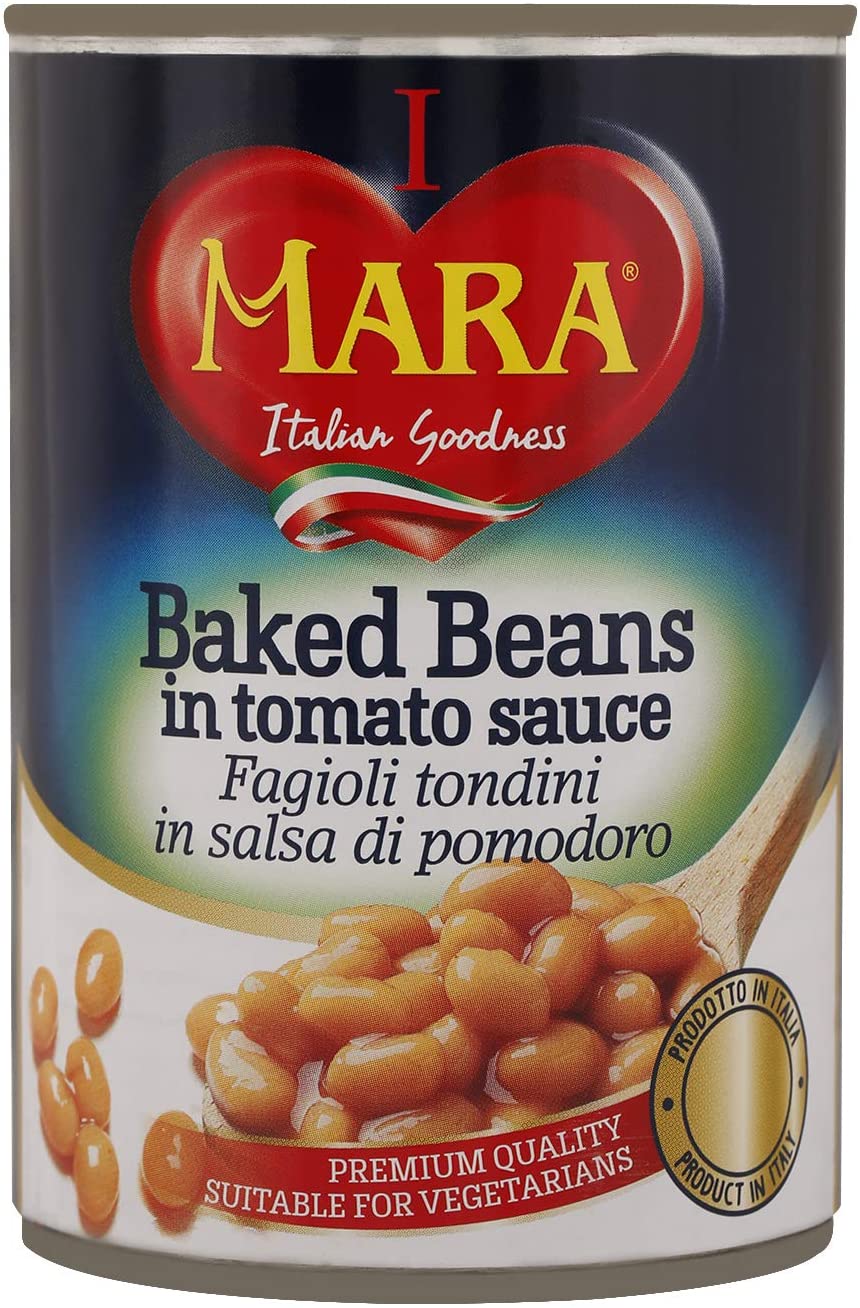 I
MARA®
Italian Goodness
Baked Beans
in tomato sauce
Fagioli tondini
in salsa di pomodoro
PREMIUM QUALITY
SUITABLE FOR VEGETARIANS
PRODOTTO IN ITALIA
PRODUCT IN ITALY